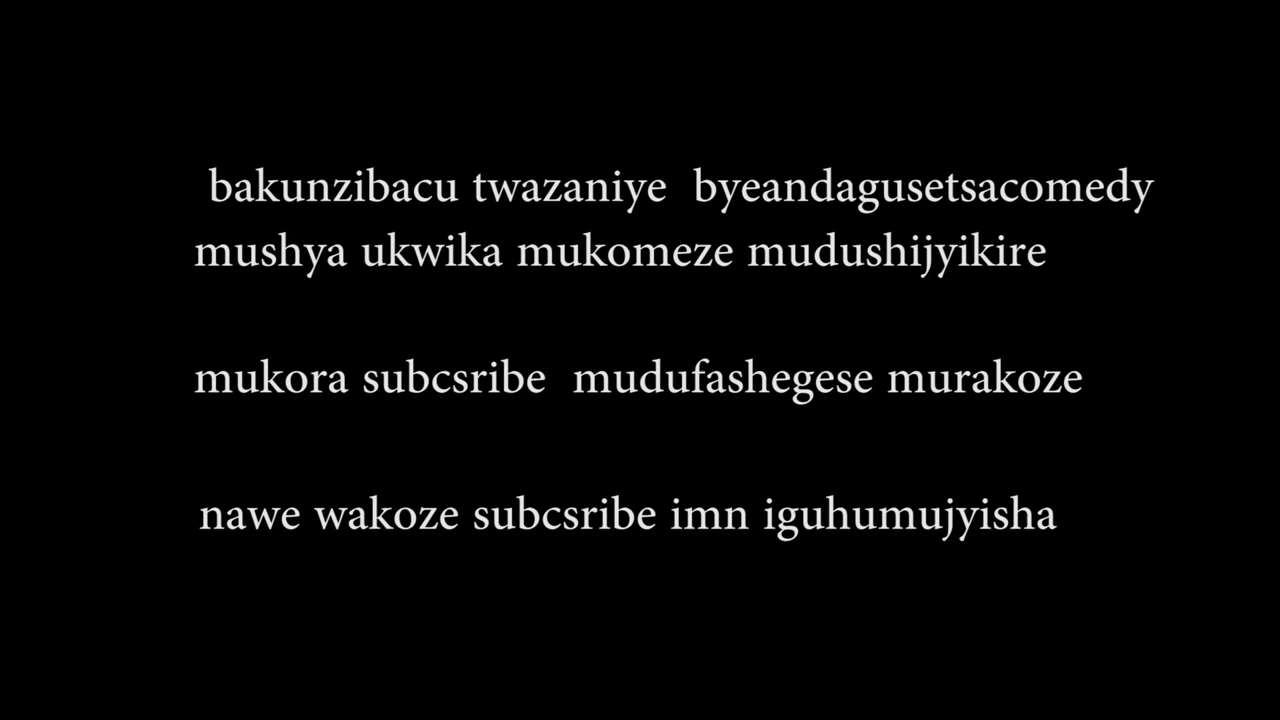 bakunzibacu twazaniye byeandagusetsacomedy
mushya ukwika mukomeze mudushijyikire
mukora subcsribe mudufashegese murakoze
nawe wakoze subcsribe imn iguhumujyisha